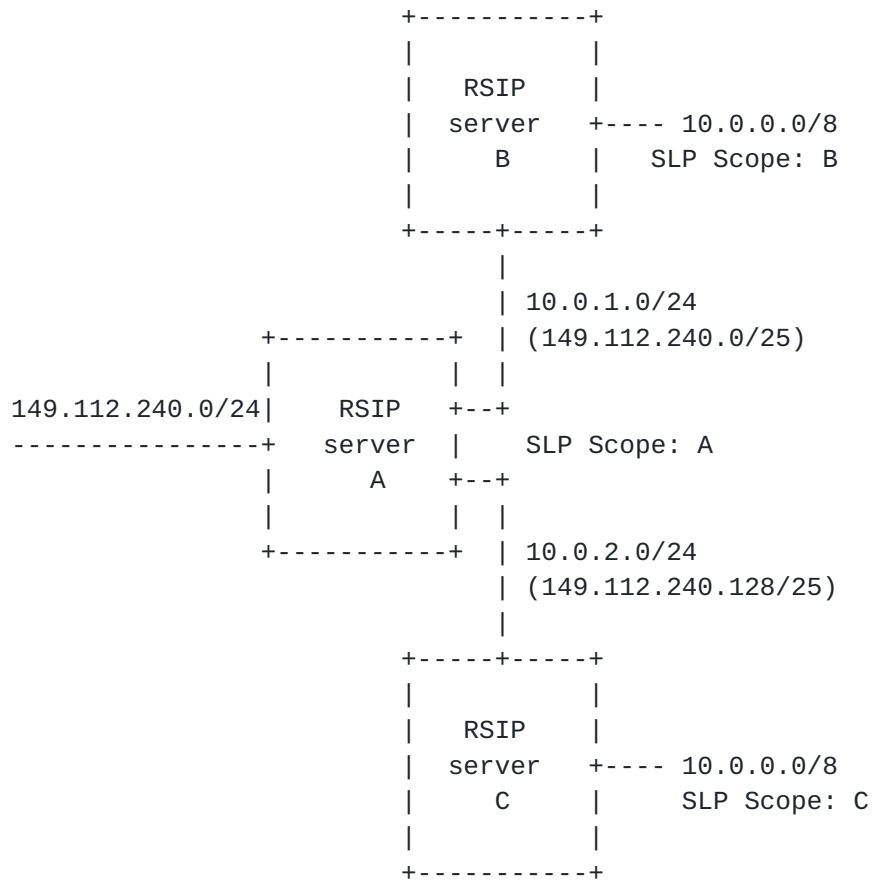 RSIP
server
+---- 10.0.0.0/8
B
SLP Scope: B
10.0.1.0/24
(149.112.240.0/25)
149.112.240.0/24
RSIP
server
SLP Scope: A
A
10.0.2.0/24
(149.112.240.128/25)
RSIP
server
+---- 10.0.0.0/8
C
SLP Scope: C